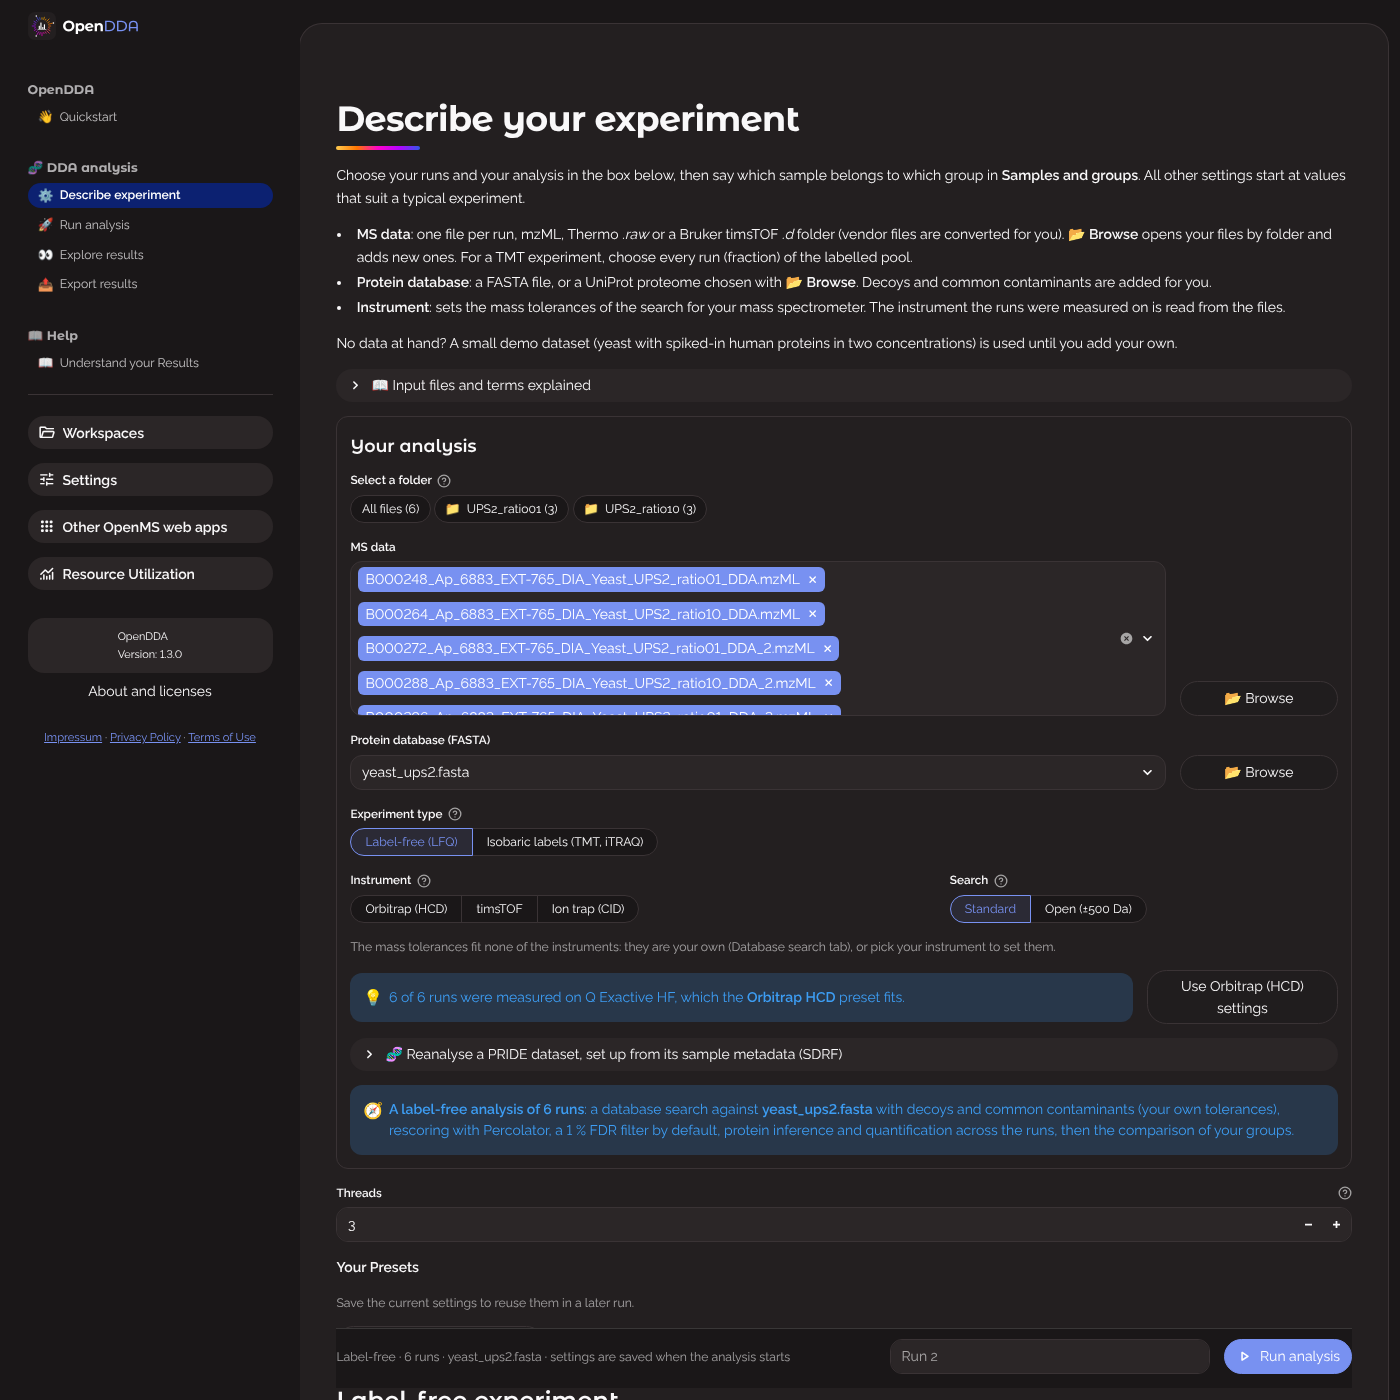 OpenDDA
OpenDDA
Quickstart
DDA analysis
Describe experiment
Run analysis
Explore results
Export results
Help
Understand your Results
Workspaces
Settings
Other OpenMS web apps
Resource Utilization
OpenDDA
Version: 1.3.0
About and licenses
Impressum · Privacy Policy · Terms of Use
Describe your experiment
Choose your runs and your analysis in the box below, then say which sample belongs to which group in Samples and groups. All other settings start at values
that suit a typical experiment.
• MS data: one file per run, mzML, Thermo .raw or a Bruker timsTOF .d folder (vendor files are converted for you). 📂 Browse opens your files by folder and
adds new ones. For a TMT experiment, choose every run (fraction) of the labelled pool.
• Protein database: a FASTA file, or a UniProt proteome chosen with 📂 Browse. Decoys and common contaminants are added for you.
• Instrument: sets the mass tolerances of the search for your mass spectrometer. The instrument the runs were measured on is read from the files.
No data at hand? A small demo dataset (yeast with spiked-in human proteins in two concentrations) is used until you add your own.
Input files and terms explained
Your analysis
Select a folder
All files (6) UPS2_ratio01 (3) UPS2_ratio10 (3)
MS data
B000248_Ap_6883_EXT-765_DIA_Yeast_UPS2_ratio01_DDA.mzML
B000264_Ap_6883_EXT-765_DIA_Yeast_UPS2_ratio10_DDA.mzML
B000272_Ap_6883_EXT-765_DIA_Yeast_UPS2_ratio01_DDA_2.mzML
B000288_Ap_6883_EXT-765_DIA_Yeast_UPS2_ratio10_DDA_2.mzML
Browse
Protein database (FASTA)
yeast_ups2.fasta
Browse
Experiment type
Label-free (LFQ) Isobaric labels (TMT, iTRAQ)
Instrument Search
Orbitrap (HCD) timsTOF Ion trap (CID) Standard Open (±500 Da)
The mass tolerances fit none of the instruments: they are your own (Database search tab), or pick your instrument to set them.
6 of 6 runs were measured on Q Exactive HF, which the Orbitrap HCD preset fits.
Use Orbitrap (HCD)
settings
Reanalyse a PRIDE dataset, set up from its sample metadata (SDRF)
A label-free analysis of 6 runs: a database search against yeast_ups2.fasta with decoys and common contaminants (your own tolerances),
rescoring with Percolator, a 1 % FDR filter by default, protein inference and quantification across the runs, then the comparison of your groups.
Threads
3
Your Presets
Save the current settings to reuse them in a later run.
Label-free · 6 runs · yeast_ups2.fasta · settings are saved when the analysis starts
Run 2
Run analysis
Label-free experiment